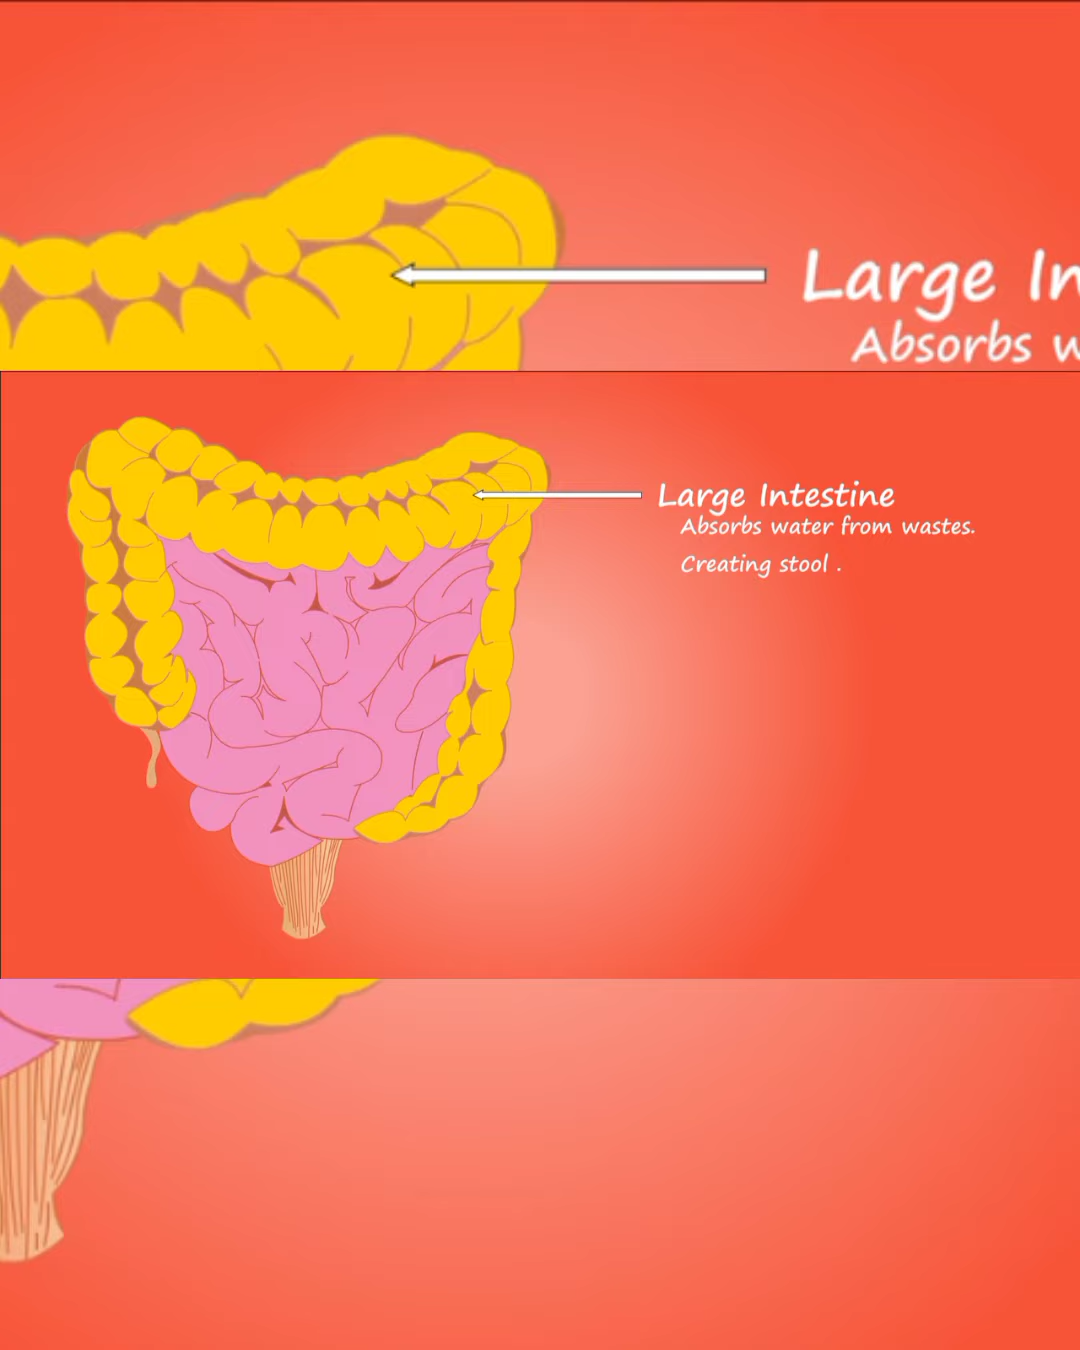 Large In
Absorbs w
Large Intestine
Absorbs water from wastes.
Creating stool .